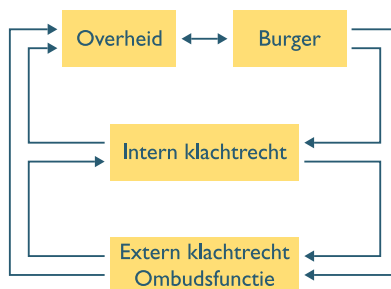 Overheid
Burger
Intern klachtrecht
Extern klachtrecht
Ombudsfunctie